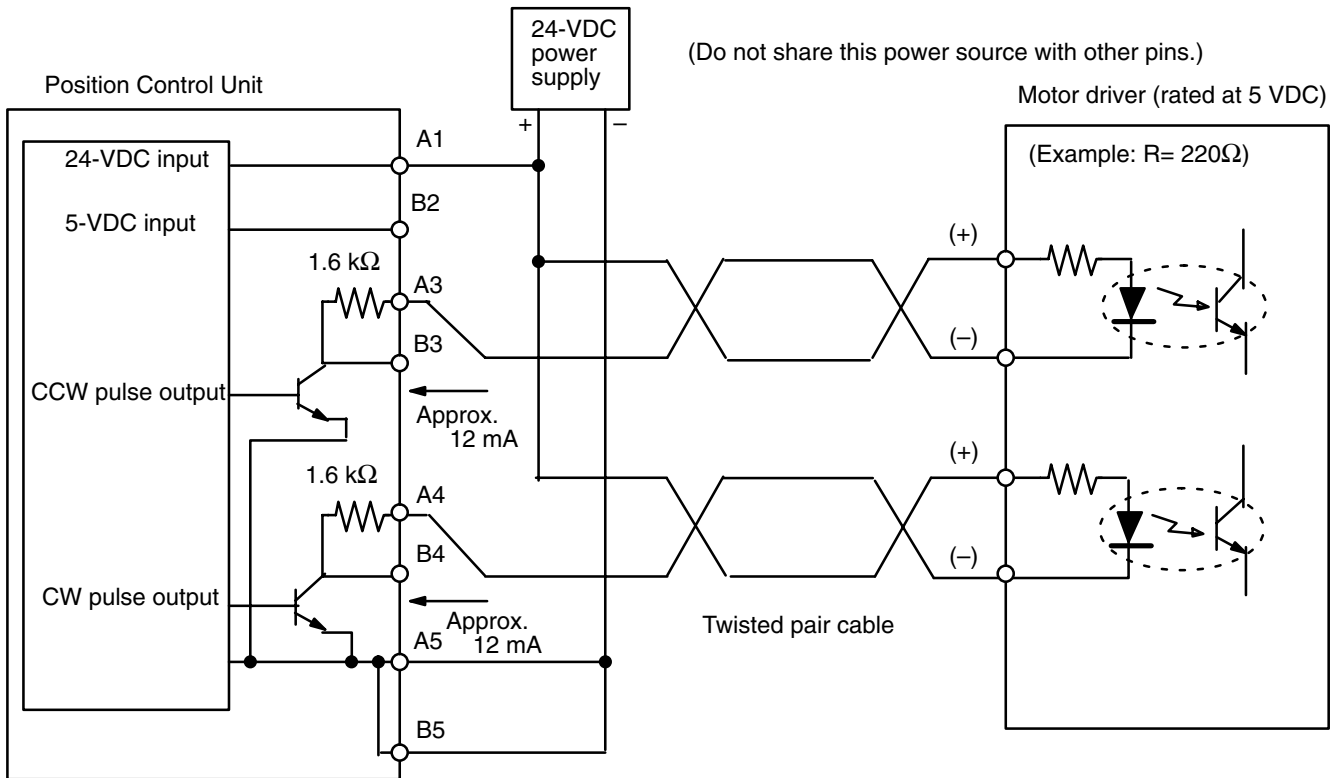 24-VDC
power
supply
(Do not share this power source with other pins.)
Position Control Unit
Motor driver (rated at 5 VDC)
+
–
A1
24-VDC input
(Example: R= 220Ω)
B2
5-VDC input
(+)
1.6 kΩ
A3
B3
(–)
CCW pulse output
Approx.
12 mA
1.6 kΩ
(+)
A4
B4
(–)
CW pulse output
Approx.
12 mA
Twisted pair cable
A5
B5